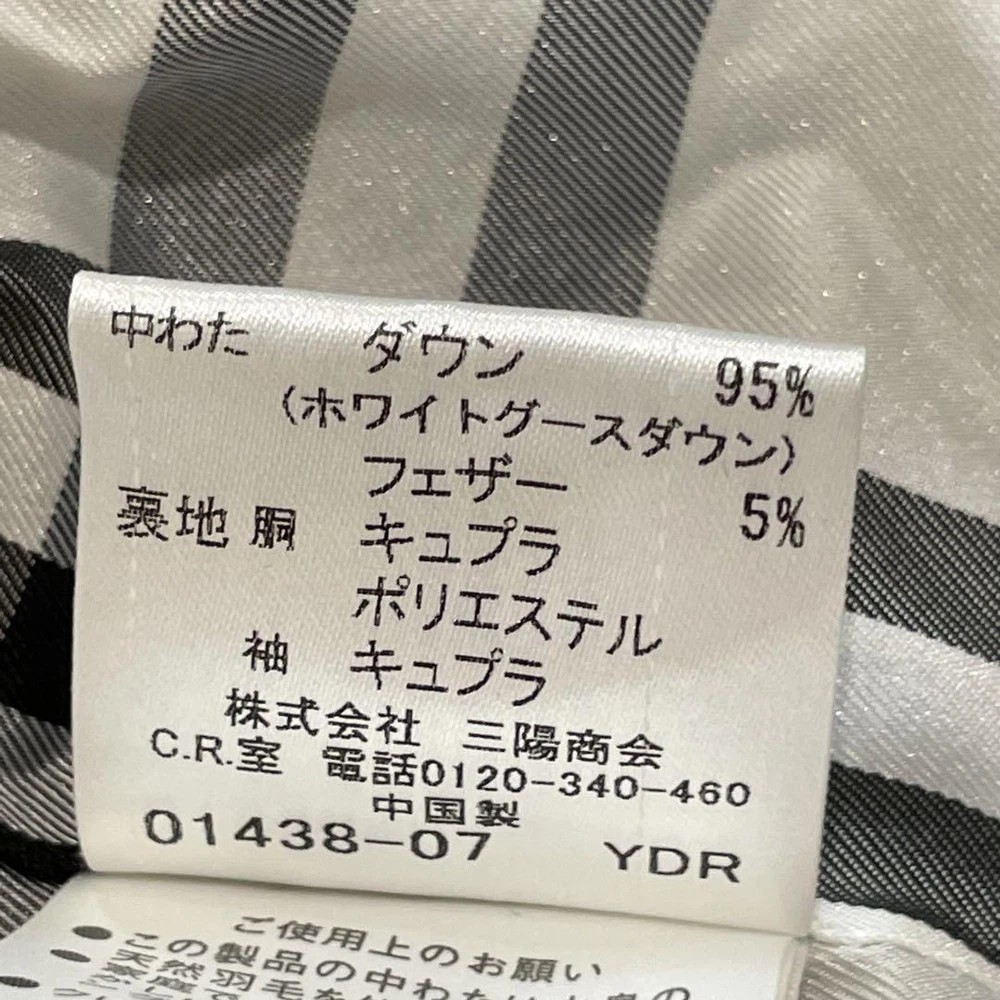 中わた ダウン 95%
(ホワイトグースダウン)
フェザー 5%
裏地 胴 キュプラ
ポリエステル
袖 キュプラ
株式会社 三陽商会
C.R.室 電話0120-340-460
中国製
01438-07 YDR
ご使用上のお願い
●この製品の中わたは
天然羽毛を